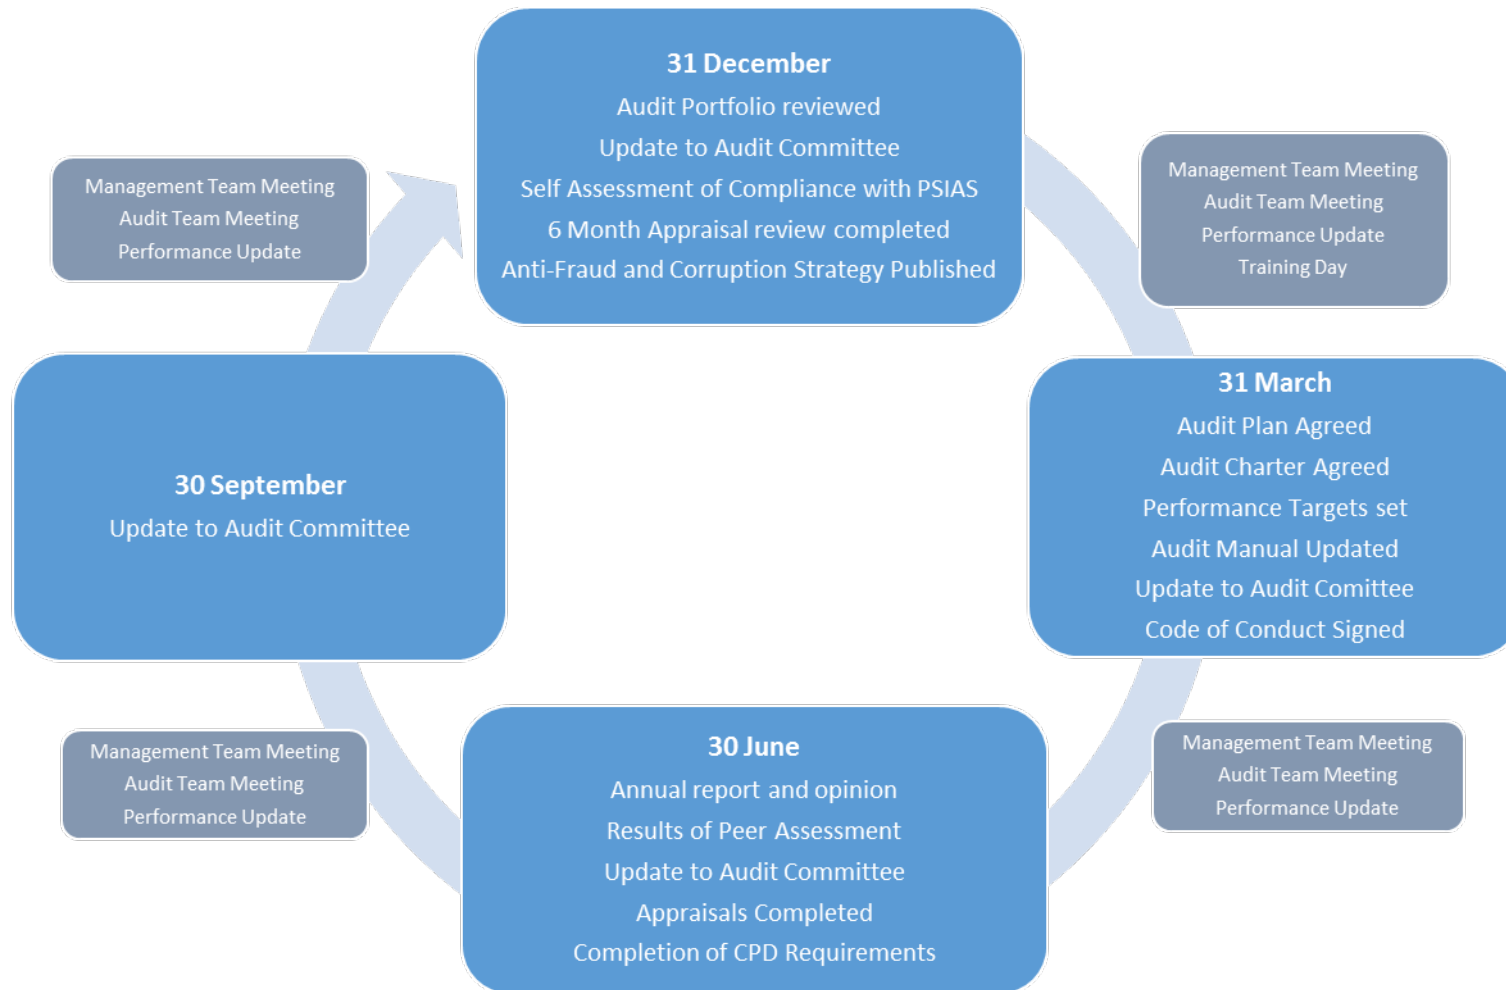 31 December
Audit Portfolio reviewed
Update to Audit Committee
Self Assessment of Compliance with PSIAS
6 Month Appraisal review completed
Anti-Fraud and Corruption Strategy Published
Management Team Meeting
Audit Team Meeting
Performance Update
Training Day
31 March
Audit Plan Agreed
Audit Charter Agreed
Performance Targets set
Audit Manual Updated
Update to Audit Comittee
Code of Conduct Signed
Management Team Meeting
Audit Team Meeting
Performance Update
30 June
Annual report and opinion
Results of Peer Assessment
Update to Audit Committee
Appraisals Completed
Completion of CPD Requirements
Management Team Meeting
Audit Team Meeting
Performance Update
30 September
Update to Audit Committee
Management Team Meeting
Audit Team Meeting
Performance Update